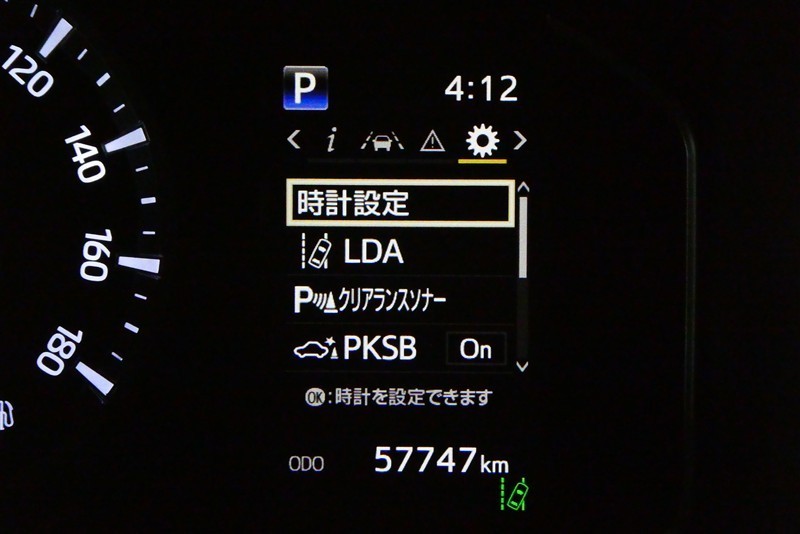 120
140
160
180
P 4:12
i
時計設定
LDA
Pクリアランスソナー
PKSB On
OK:時計を設定できます
ODO 57747km